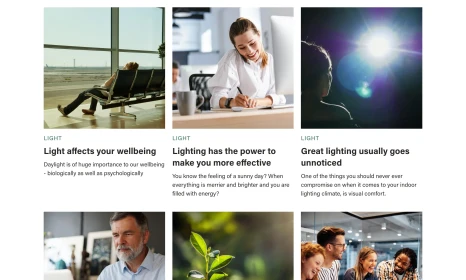 LIGHT
Light affects your wellbeing
Daylight is of huge importance to our wellbeing
- biologically as well as psychologically
LIGHT
Lighting has the power to
make you more effective
You know the feeling of a sunny day? When
everything is merrier and brighter and you are
filled with energy?
LIGHT
Great lighting usually goes
unnoticed
One of the things you should never ever
compromise on when it comes to your indoor
lighting climate, is visual comfort.